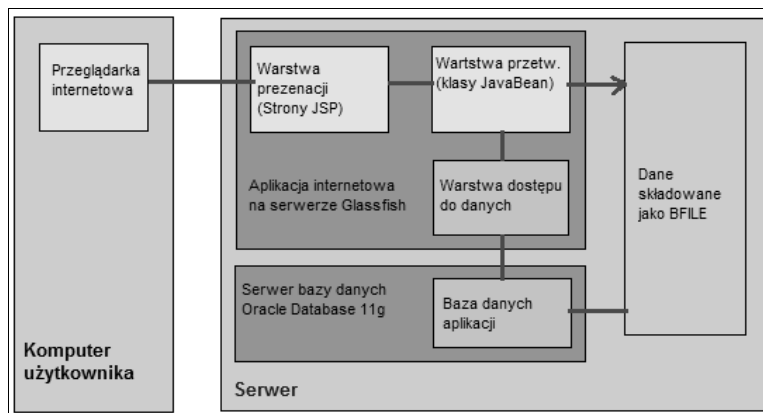 Przeglądarka
internetowa
Warstwa
prezenacji
(Strony JSP)
Wartstwa przetw.
(klasy JavaBean)
Aplikacja internetowa
na serwerze Glassfish
Warstwa dostępu
do danych
Dane
składowane
jako BFILE
Serwer bazy danych
Oracle Database 11g
Baza danych
aplikacji
Komputer
użytkownika
Serwer